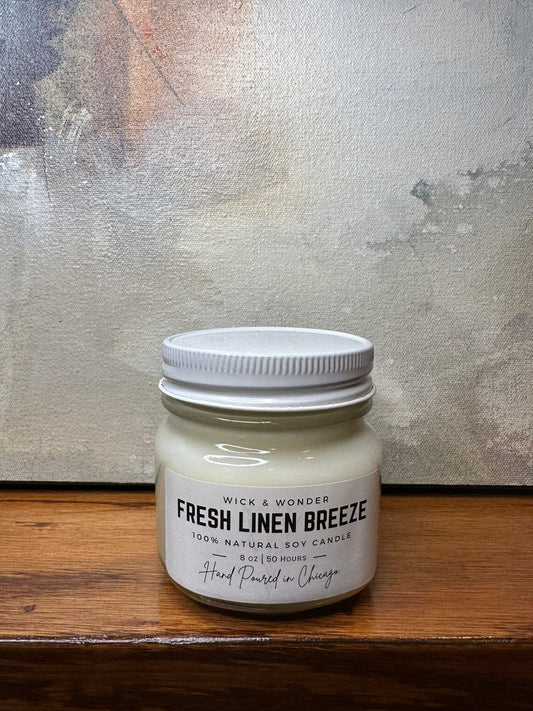 WICK & WONDER
FRESH LINEN BREEZE
100% NATURAL SOY CANDLE
8 OZ | 50 HOURS
Hand Poured in Chicago